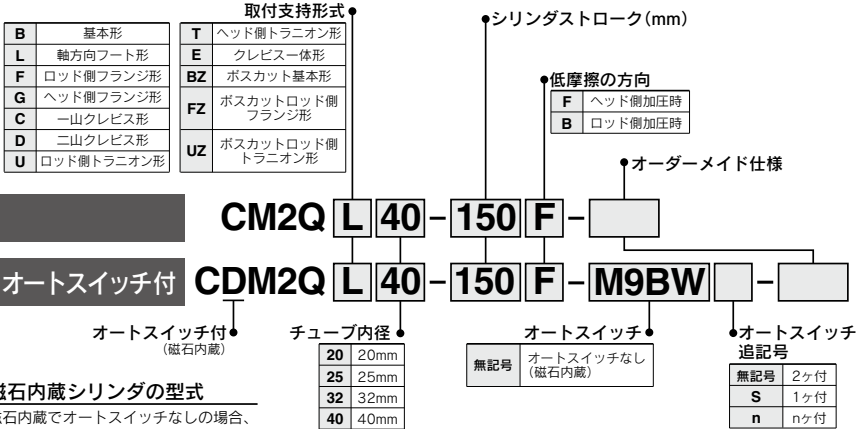 取付支持形式
B 基本形
L 軸方向フート形
F ロッド側フランジ形
G ヘッド側フランジ形
C 一山クレビス形
D 二山クレビス形
U ロッド側トラニオン形
T ヘッド側トラニオン形
E クレビス一体形
BZ ボスカット基本形
FZ ボスカットロッド側
フランジ形
UZ ボスカットロッド側
トラニオン形
シリンダストローク(mm)
低摩擦の方向
F ヘッド側加圧時
B ロッド側加圧時
オーダーメイド仕様
CM2Q L 40 - 150 F -
オートスイッチ付 CDM2Q L 40 - 150 F - M9BW -
オートスイッチ付
(磁石内蔵)
チューブ内径
20 20mm
25 25mm
32 32mm
40 40mm
オートスイッチ
無記号 オートスイッチなし
(磁石内蔵)
オートスイッチ
追記号
無記号 2ヶ付
S 1ヶ付
n nヶ付
磁石内蔵シリンダの型式
磁石内蔵でオートスイッチなしの場合、